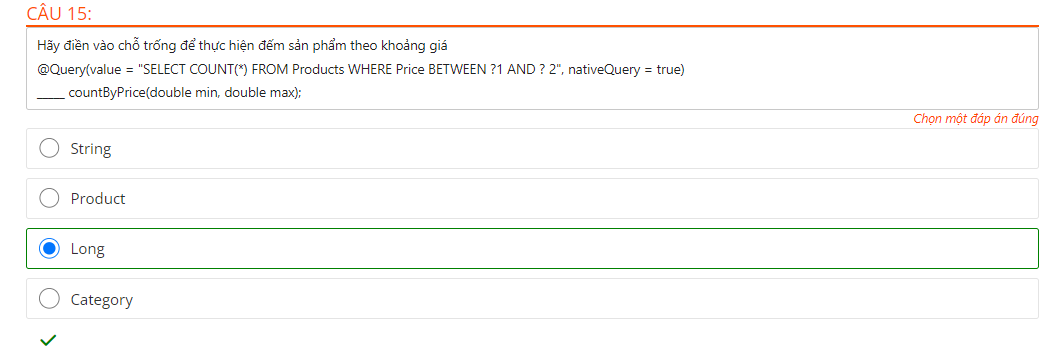 CÂU 15:
Hãy điền vào chỗ trống để thực hiện đếm sản phẩm theo khoảng giá
@Query(value = "SELECT COUNT(*) FROM Products WHERE Price BETWEEN ?1 AND ? 2", nativeQuery = true)
____ countByPrice(double min, double max);
Chọn một đáp án đúng
String
Product
Long
Category